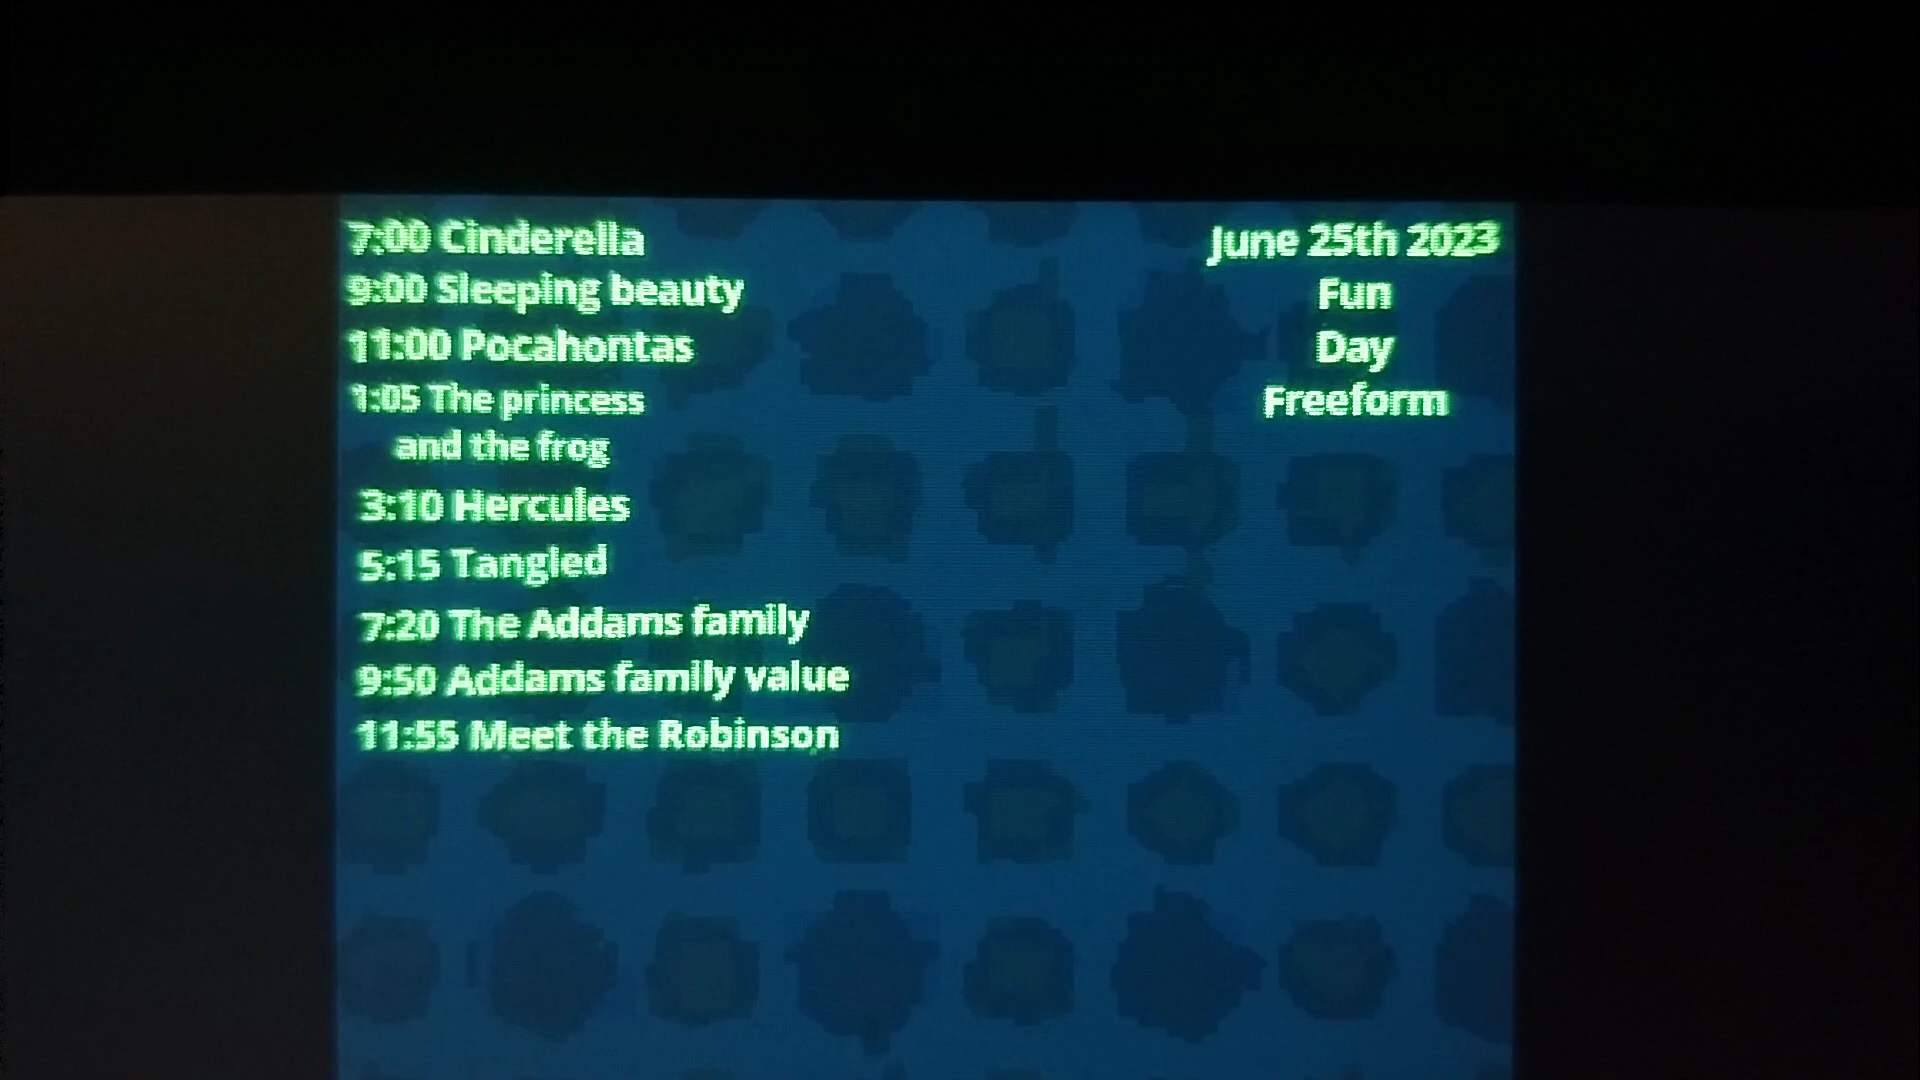 7:00 Cinderella
9:00 Sleeping beauty
11:00 Pocahontas
1:05 The princess
and the frog
3:10 Hercules
5:15 Tangled
7:20 The Addams family
9:50 Addams family value
11:55 Meet the Robinson
June 25th 2023
Fun
Day
Freeform